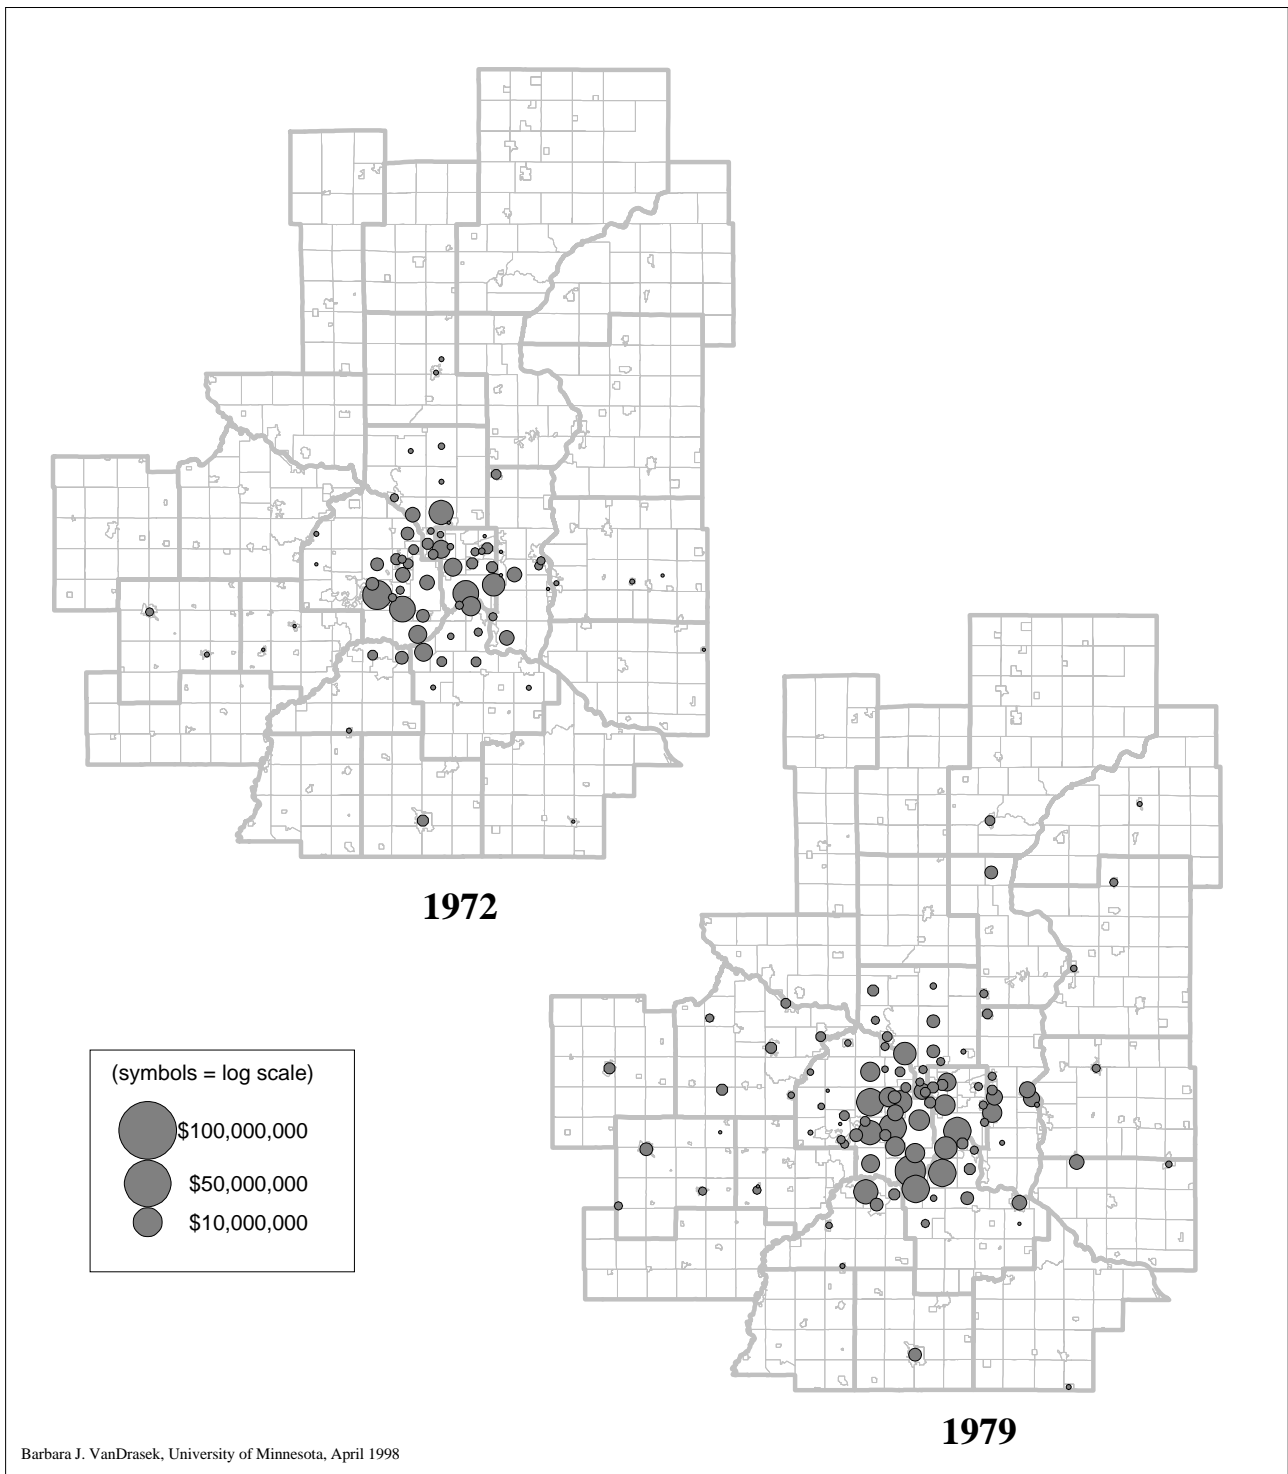 1972
(symbols = log scale)
$100,000,000
$50,000,000
$10,000,000
1979
Barbara J. VanDrasek, University of Minnesota, April 1998